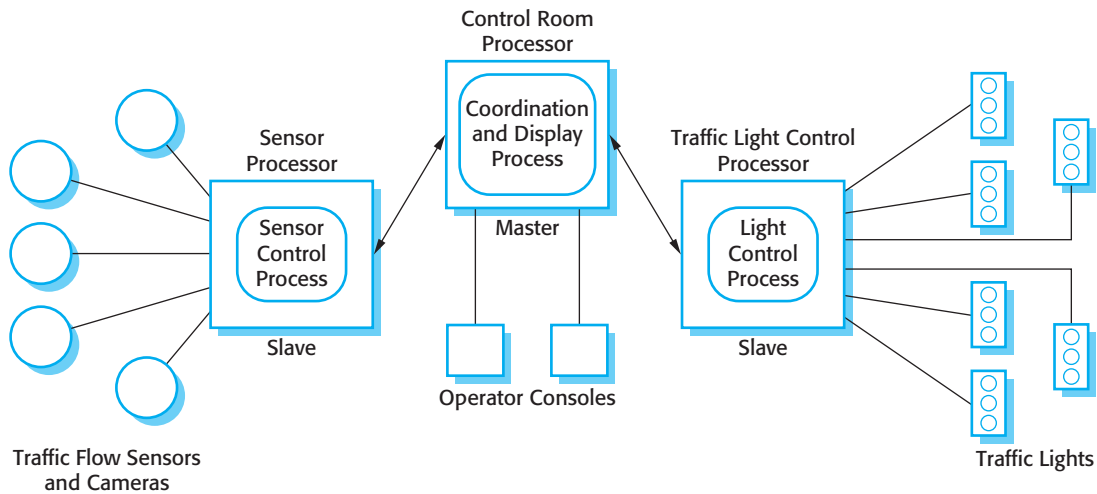 Control Room
Processor
Coordination
and Display
Process
Master
Sensor
Processor
Sensor
Control
Process
Slave
Traffic Light Control
Processor
Light
Control
Process
Slave
Operator Consoles
Traffic Flow Sensors
and Cameras
Traffic Lights